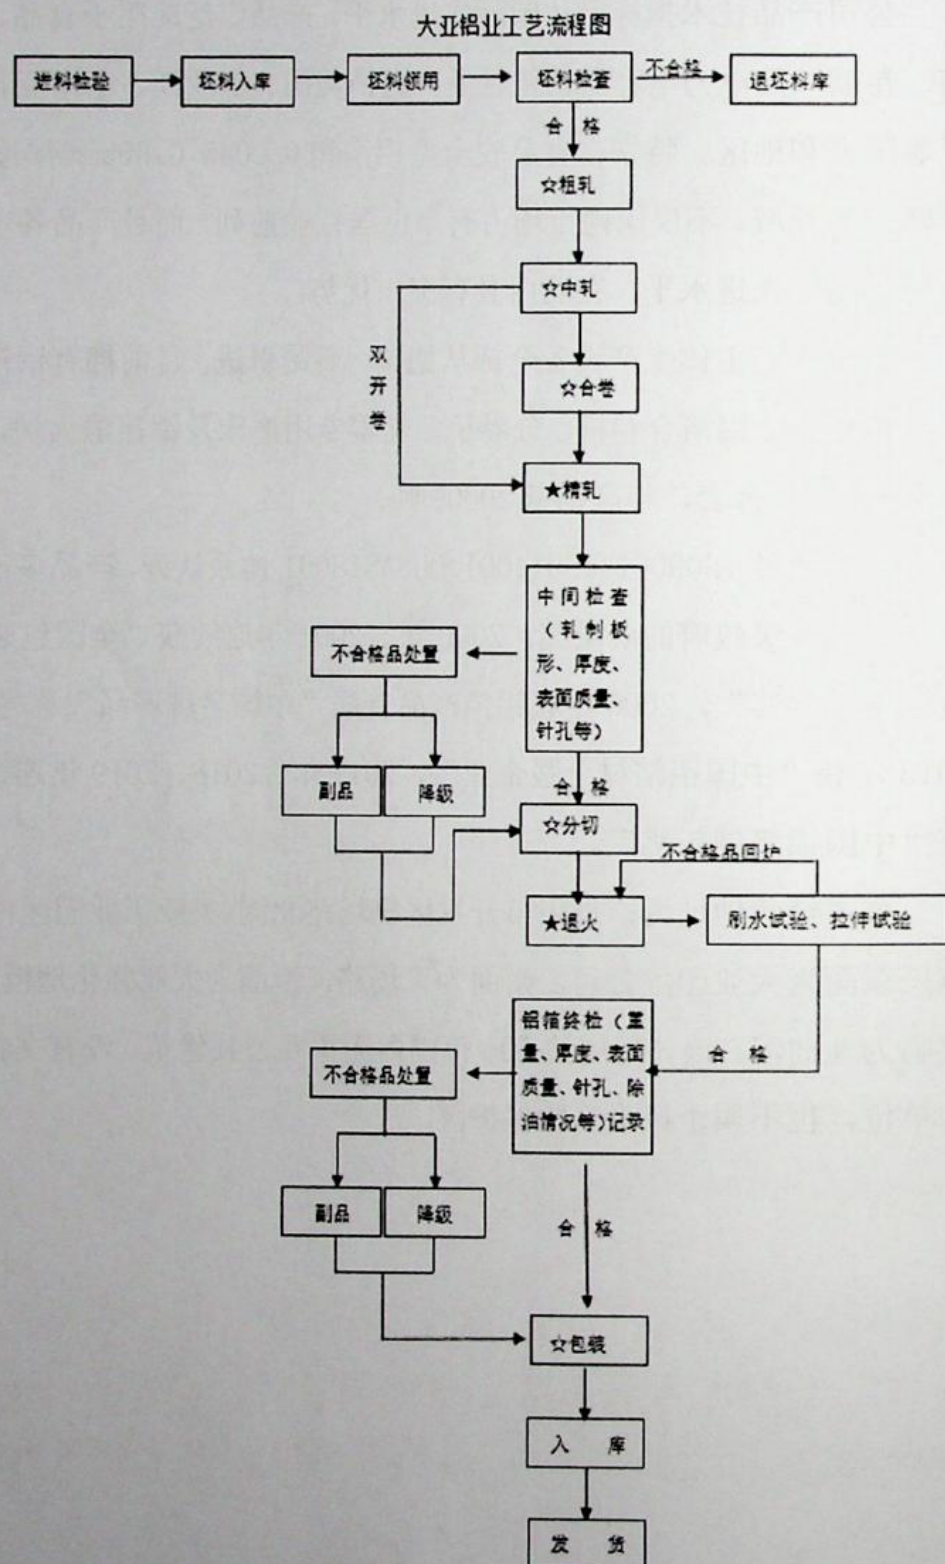 大亚铝业工艺流程图
进料检验
坯料入库
坯料领用
坯料检查
不合格
退坯料库
合格
☆粗轧
☆中轧
双开卷
☆合卷
★精轧
中间检查
（轧制板
形、厚度、
表面质量、
针孔等）
不合格品处置
副品
降级
合格
☆分切
不合格品回炉
★退火
刷水试验、拉伸试验
合格
铝箔终检（重
量、厚度、表面
质量、针孔、除
油情况等）记录
不合格品处置
副品
降级
合格
☆包装
入库
发货